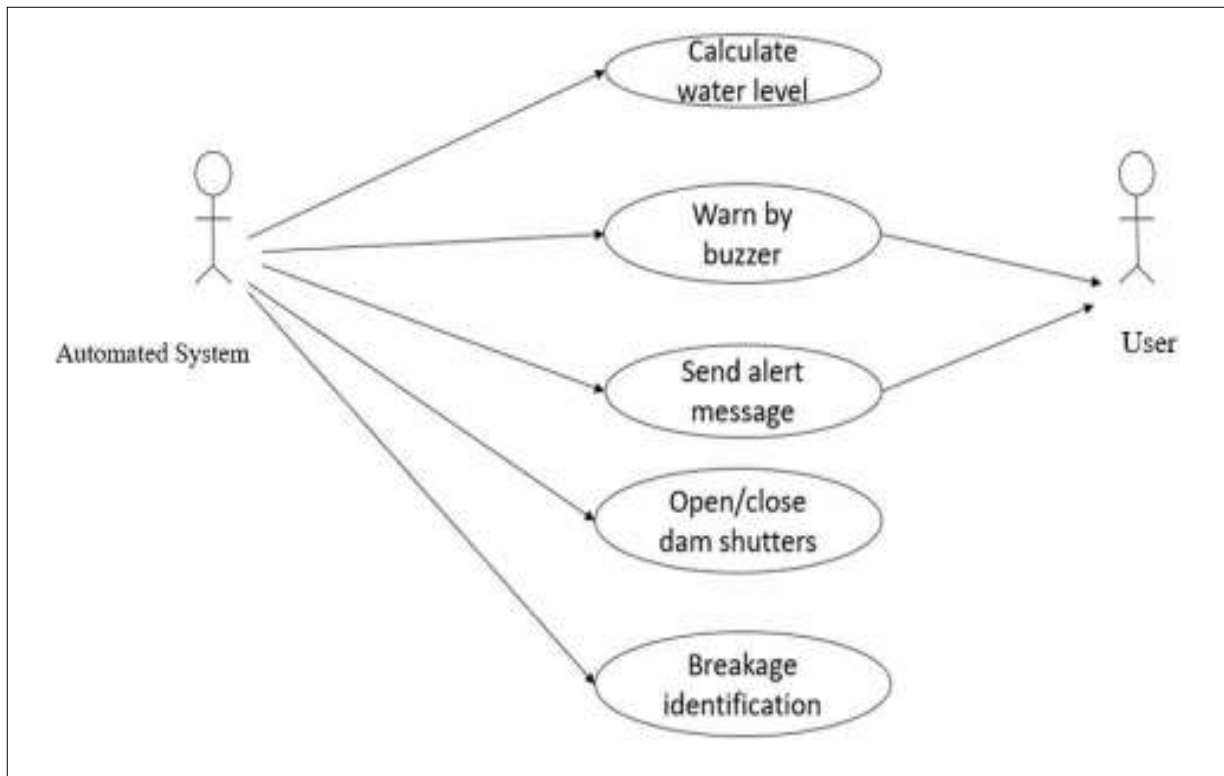 Calculate
water level
Warn by
buzzer
Automated System
User
Send alert
message
Open/close
dam shutters
Breakage
identification